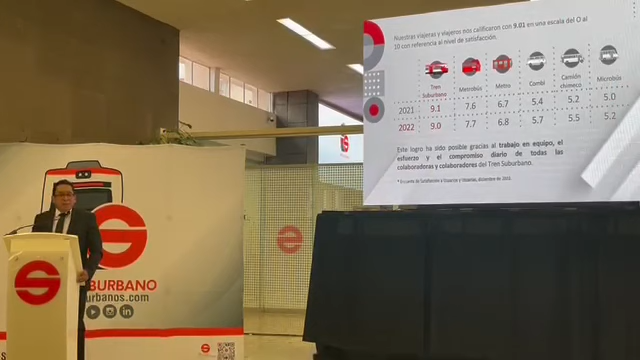 Nuestras viajeras y viajeros nos calificaron con 9.01 en una escala del 0 al
10 con referencia al nivel de satisfacción.
Tren Suburbano Metrobús Metro Combi Camión chimeco Microbús
2021 9.1 7.6 6.7 5.4 5.2 5.0
2022 9.0 7.7 6.8 5.7 5.5 5.2
Este logro ha sido posible gracias al trabajo en equipo, el
esfuerzo y el compromiso diario de todas las
colaboradoras y colaboradores del Tren Suburbano.
BURBANO
urbanos.com